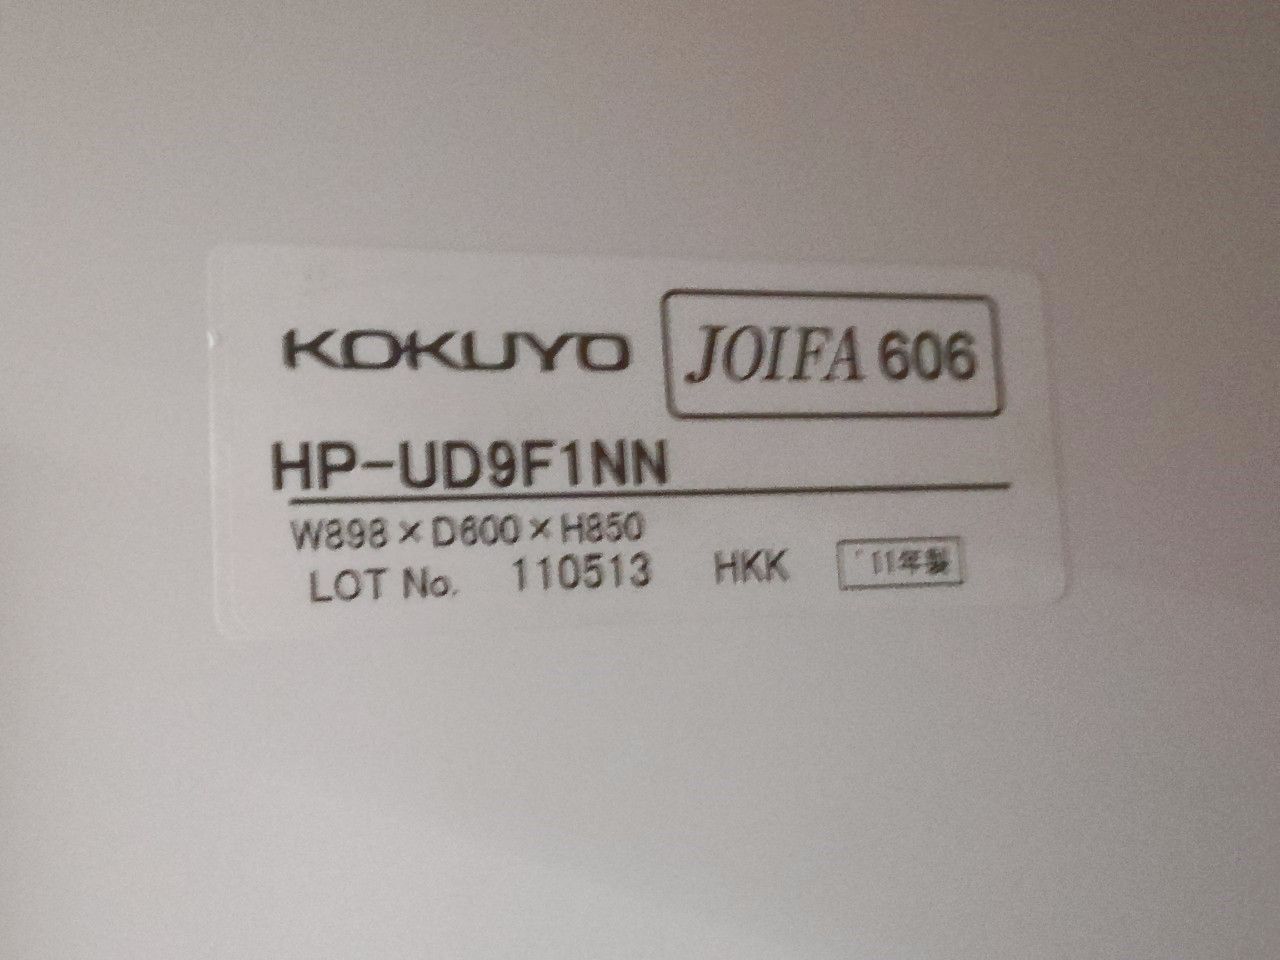 KOKUYO JOIFA 606
HP-UD9F1NN
W898×D600×H850
LOT No. 110513 HKK '11年製